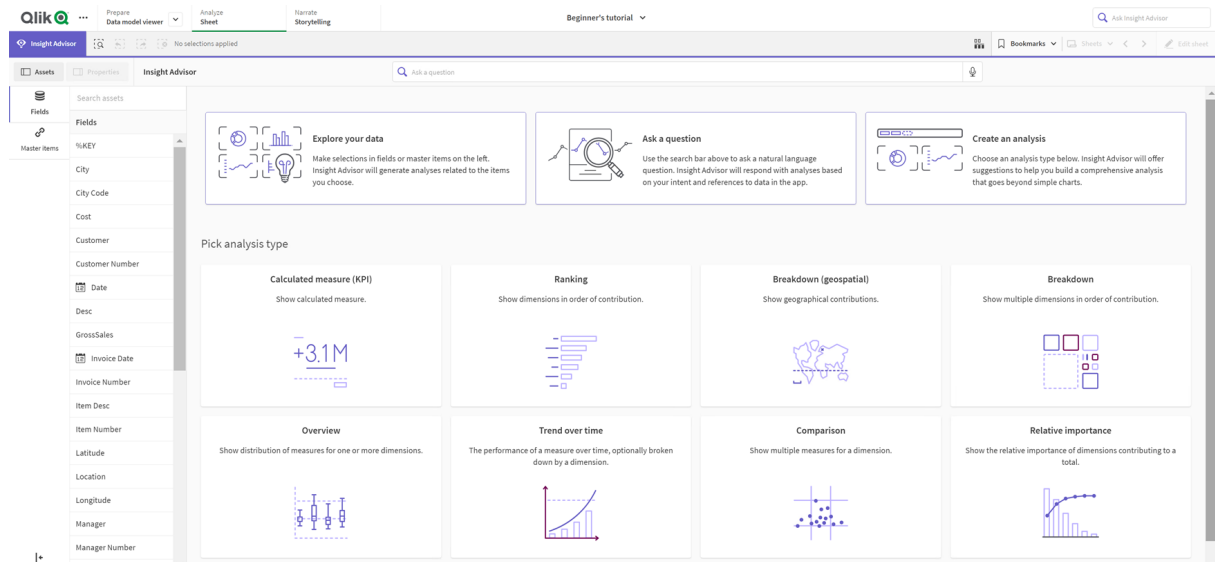 Qlik
Prepare
Data model viewer
Analyze
Sheet
Narrate
Storytelling
Beginner's tutorial
Ask Insight Advisor
Insight Advisor
No selections applied
Bookmarks
Sheets
Edit sheet
Assets
Properties
Insight Advisor
Ask a question
Fields
Master items
Search assets
Fields
%KEY
City
City Code
Cost
Customer
Customer Number
Date
Desc
GrossSales
Invoice Date
Invoice Number
Item Desc
Item Number
Latitude
Location
Longitude
Manager
Manager Number
Explore your data
Make selections in fields or master items on the left.
Insight Advisor will generate analyses related to the items
you choose.
Ask a question
Use the search bar above to ask a natural language
question. Insight Advisor will respond with analyses based
on your intent and references to data in the app.
Create an analysis
Choose an analysis type below. Insight Advisor will offer
suggestions to help you build a comprehensive analysis
that goes beyond simple charts.
Pick analysis type
Calculated measure (KPI)
Show calculated measure.
+3.1M
Ranking
Show dimensions in order of contribution.
Breakdown (geospatial)
Show geographical contributions.
Breakdown
Show multiple dimensions in order of contribution.
Overview
Show distribution of measures for one or more dimensions.
Trend over time
The performance of a measure over time, optionally broken
down by a dimension.
Comparison
Show multiple measures for a dimension.
Relative importance
Show the relative importance of dimensions contributing to a
total.